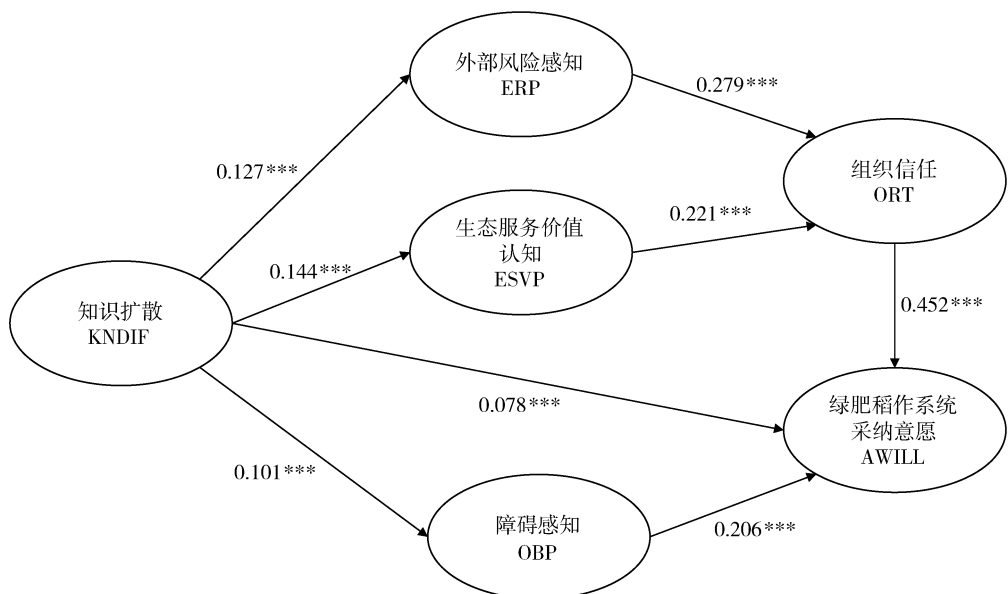 外部风险感知
ERP
0.279***
组织信任
ORT
0.127***
生态服务价值
认知
ESVP
0.221***
0.144***
知识扩散
KNDIF
0.452***
0.078***
绿肥稻作系统
采纳意愿
AWILL
0.101***
障碍感知
OBP
0.206***